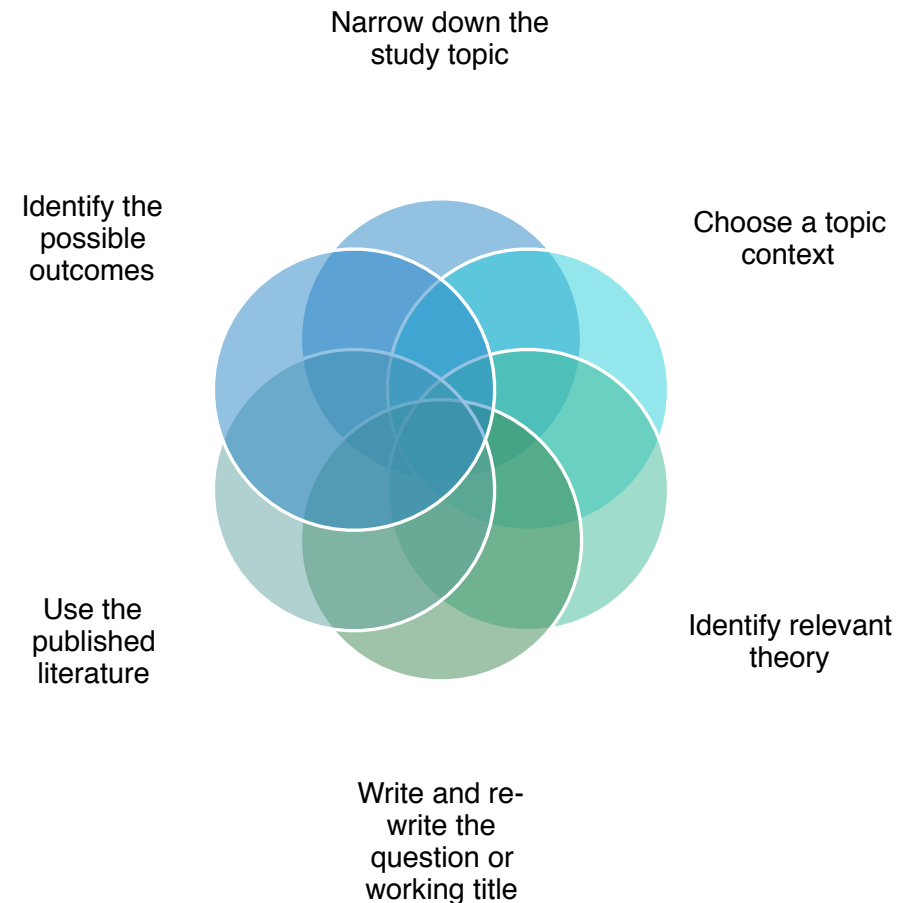 Narrow down the
study topic
Choose a topic
context
Identify relevant
theory
Write and re-
write the
question or
working title
Use the
published
literature
Identify the
possible
outcomes